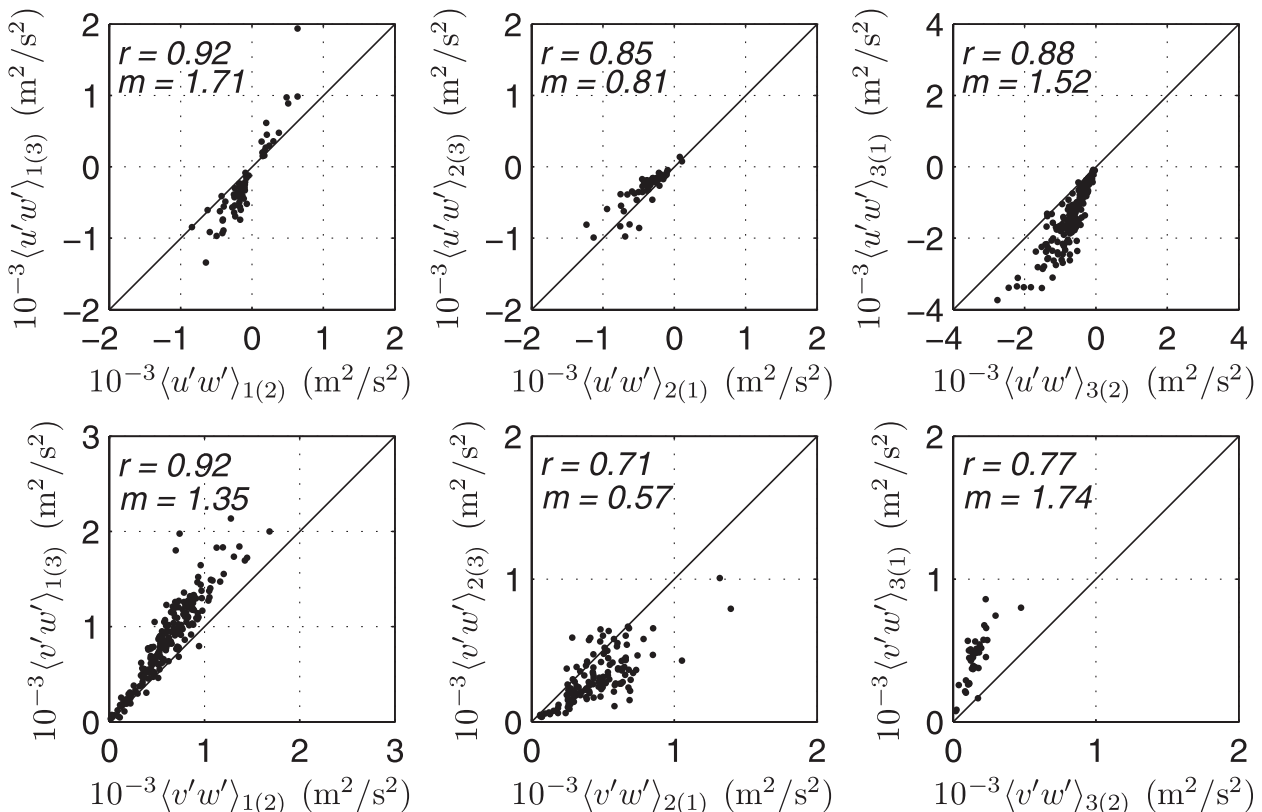 10⁻³⟨u′w′⟩₁₍₃₎ (m²/s²)
2
1
0
−1
−2
r = 0.92
m = 1.71
−2 −1 0 1 2
10⁻³⟨u′w′⟩₁₍₂₎ (m²/s²)
10⁻³⟨u′w′⟩₂₍₃₎ (m²/s²)
2
1
0
−1
−2
r = 0.85
m = 0.81
−2 −1 0 1 2
10⁻³⟨u′w′⟩₂₍₁₎ (m²/s²)
10⁻³⟨u′w′⟩₃₍₁₎ (m²/s²)
4
2
0
−2
−4
r = 0.88
m = 1.52
−4 −2 0 2 4
10⁻³⟨u′w′⟩₃₍₂₎ (m²/s²)
10⁻³⟨v′w′⟩₁₍₃₎ (m²/s²)
3
2
1
0
r = 0.92
m = 1.35
0 1 2 3
10⁻³⟨v′w′⟩₁₍₂₎ (m²/s²)
10⁻³⟨v′w′⟩₂₍₃₎ (m²/s²)
2
1
0
r = 0.71
m = 0.57
0 1 2
10⁻³⟨v′w′⟩₂₍₁₎ (m²/s²)
10⁻³⟨v′w′⟩₃₍₁₎ (m²/s²)
2
1
0
r = 0.77
m = 1.74
0 1 2
10⁻³⟨v′w′⟩₃₍₂₎ (m²/s²)